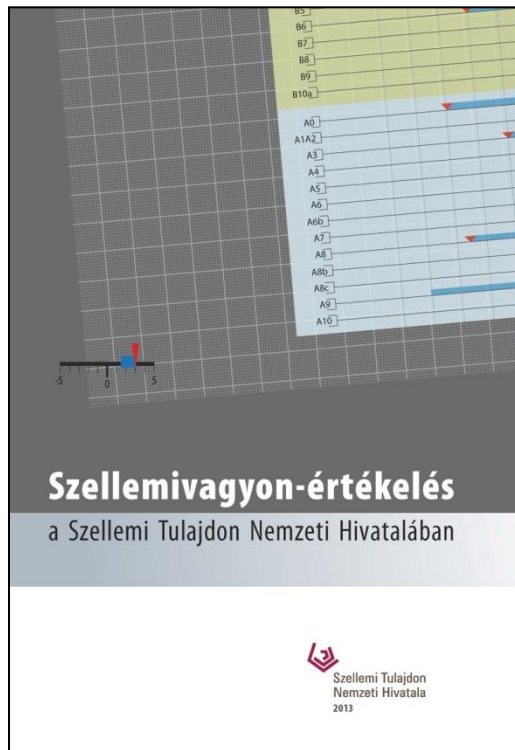 B5
B6
B7
B8
B9
B10a
A0
A1A2
A3
A4
A5
A6
A6b
A7
A8
A8b
A8c
A9
A10
-5
0
5
Szellemivagyon-értékelés
a Szellemi Tulajdon Nemzeti Hivatalában
Szellemi Tulajdon
Nemzeti Hivatala
2013